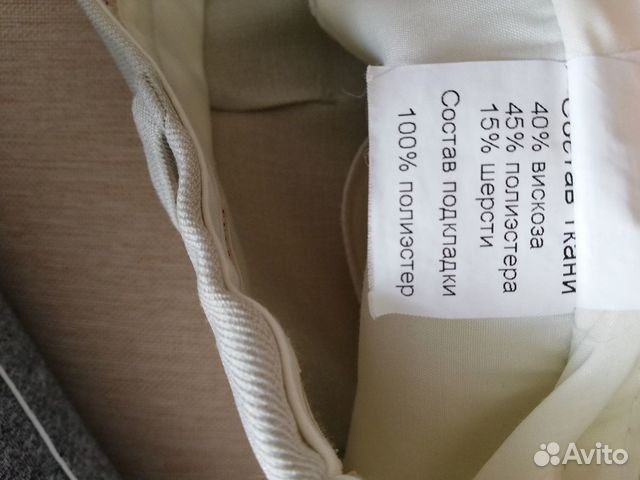 Состав ткани
40% вискоза
45% полиэстера
15% шерсти
Состав подкладки
100% полиэстер
Avito